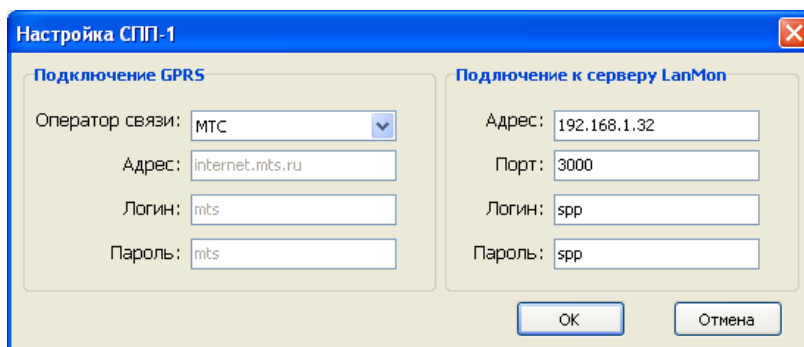 Настройка СПП-1
Подключение GPRS
Оператор связи: МТС
Адрес: internet.mts.ru
Логин: mts
Пароль: mts
Подлючение к серверу LanMon
Адрес: 192.168.1.32
Порт: 3000
Логин: spp
Пароль: spp
OK
Отмена